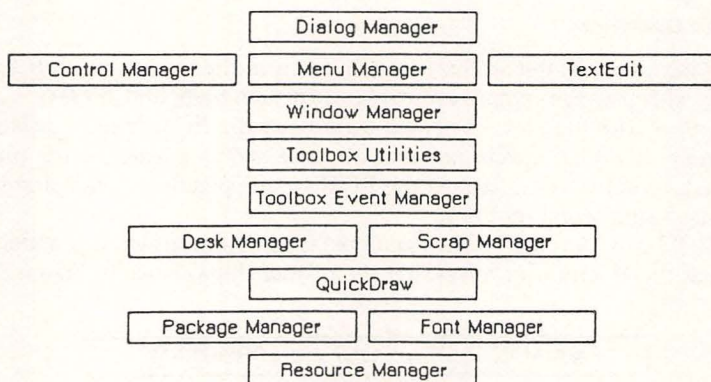 Dialog Manager
Control Manager Menu Manager TextEdit
Window Manager
Toolbox Utilities
Toolbox Event Manager
Desk Manager Scrap Manager
QuickDraw
Package Manager Font Manager
Resource Manager